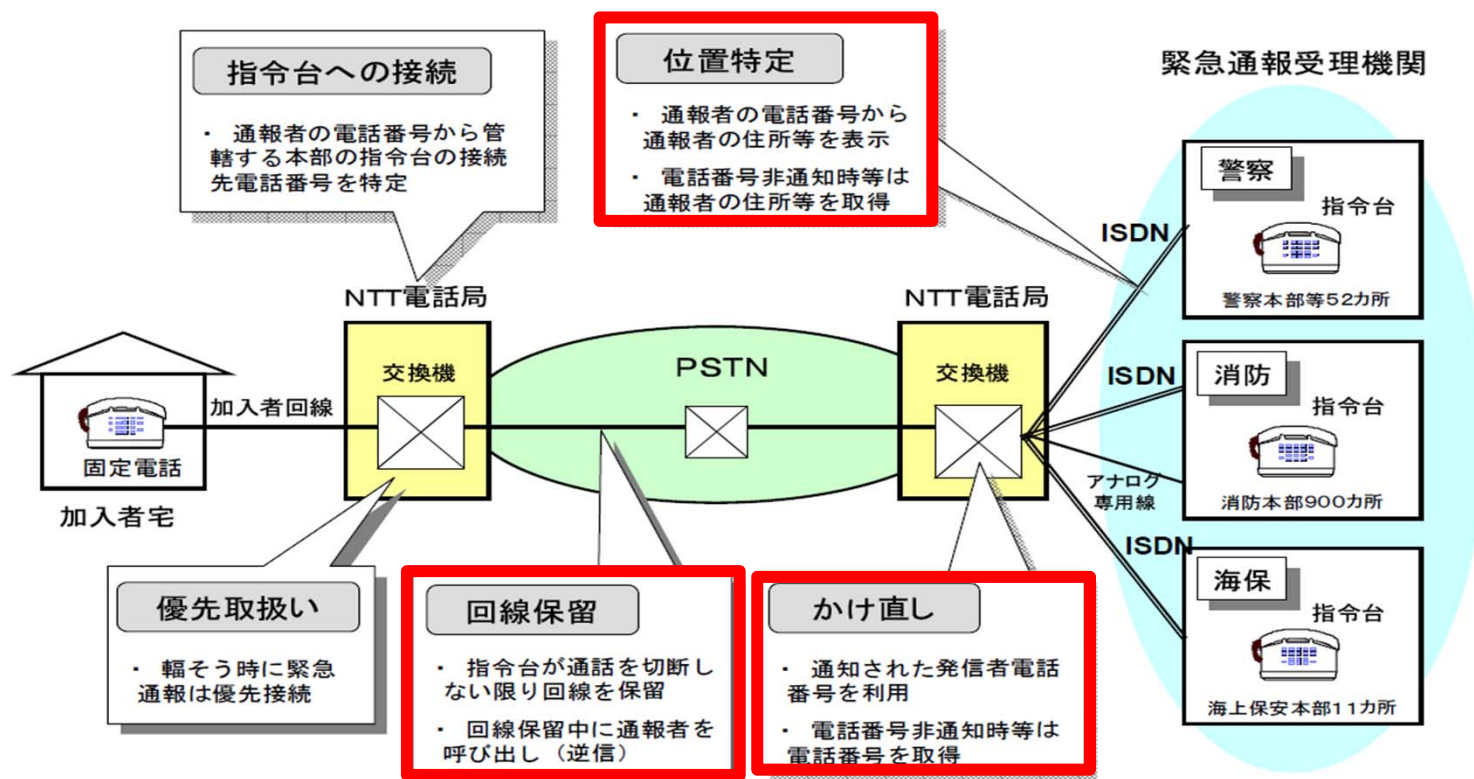 指令台への接続
・ 通報者の電話番号から管
轄する本部の指令台の接続
先電話番号を特定
位置特定
・ 通報者の電話番号から
通報者の住所等を表示
・ 電話番号非通知時等は
通報者の住所等を取得
緊急通報受理機関
警察
指令台
警察本部等52カ所
ISDN
NTT電話局
交換機
PSTN
NTT電話局
交換機
加入者回線
固定電話
加入者宅
ISDN
消防
指令台
消防本部900カ所
アナログ
専用線
ISDN
海保
指令台
海上保安本部11カ所
優先取扱い
・ 輻そう時に緊急
通報は優先接続
回線保留
・ 指令台が通話を切断し
ない限り回線を保留
・ 回線保留中に通報者を
呼び出し（逆信）
かけ直し
・ 通知された発信者電話
番号を利用
・ 電話番号非通知時等は
電話番号を取得